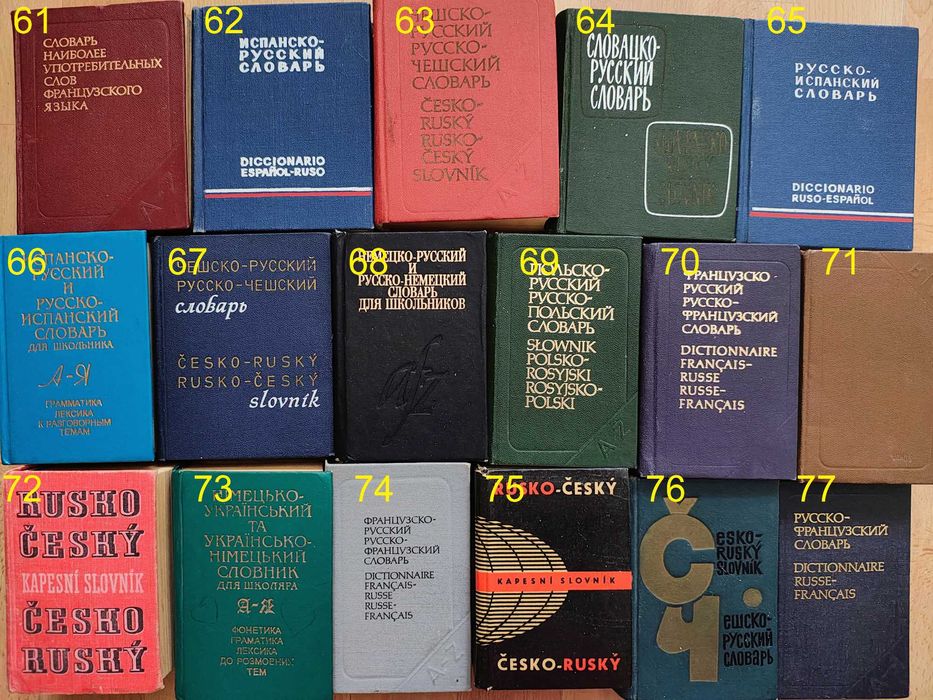 61
СЛОВАРЬ
НАИБОЛЕЕ
УПОТРЕБИТЕЛЬНЫХ
СЛОВ
ФРАНЦУЗСКОГО
ЯЗЫКА
62
ИСПАНСКО-
РУССКИЙ
СЛОВАРЬ
DICCIONARIO
ESPAÑOL-RUSO
63
ЧЕШСКО-
РУССКИЙ
РУССКО-
ЧЕШСКИЙ
СЛОВАРЬ
ČESKO-
RUSKÝ
RUSKO-
ČESKÝ
SLOVNÍK
A Z
64
СЛОВАЦКО-
РУССКИЙ
СЛОВАРЬ
65
РУССКО-
ИСПАНСКИЙ
СЛОВАРЬ
DICCIONARIO
RUSO-ESPAÑOL
66
ИСПАНСКО-
РУССКИЙ
И
РУССКО-
ИСПАНСКИЙ
СЛОВАРЬ
ДЛЯ ШКОЛЬНИКА
А-Я
ГРАММАТИКА
ЛЕКСИКА
К РАЗГОВОРНЫМ
ТЕМАМ
67
ЧЕШСКО-РУССКИЙ
РУССКО-ЧЕШСКИЙ
словарь
ČESKO-RUSKÝ
RUSKO-ČESKÝ
slovník
68
НЕМЕЦКО-РУССКИЙ
И
РУССКО-НЕМЕЦКИЙ
СЛОВАРЬ
ДЛЯ ШКОЛЬНИКОВ
69
ПОЛЬСКО-
РУССКИЙ
РУССКО-
ПОЛЬСКИЙ
СЛОВАРЬ
SŁOWNIK
POLSKO-
ROSYJSKI
ROSYJSKO-
POLSKI
A Z
70
ФРАНЦУЗСКО
РУССКИЙ
РУССКО-
ФРАНЦУЗСКИЙ
СЛОВАРЬ
DICTIONNAIRE
FRANÇAIS-
RUSSE
RUSSE-
FRANÇAIS
71
72
RUSKO
ČESKÝ
KAPESNÍ SLOVNÍK
ČESKO
RUSKÝ
73
НІМЕЦЬКО-
УКРАЇНСЬКИЙ
ТА
УКРАЇНСЬКО-
НІМЕЦЬКИЙ
СЛОВНИК
ДЛЯ ШКОЛЯРА
А-Я
ФОНЕТИКА
ГРАМАТИКА
ЛЕКСИКА
ДО РОЗМОВНИХ
ТЕМ
74
ФРАНЦУЗСКО-
РУССКИЙ
РУССКО-
ФРАНЦУЗСКИЙ
СЛОВАРЬ
DICTIONNAIRE
FRANÇAIS-
RUSSE
RUSSE-
FRANÇAIS
75
RUSKO-ČESKÝ
KAPESNÍ SLOVNÍK
ČESKO-RUSKÝ
76
ČESKO-
RUSKÝ
SLOVNÍK
ЧЕШСКО-
РУССКИЙ
СЛОВАРЬ
77
РУССКО-
ФРАНЦУЗСКИЙ
СЛОВАРЬ
DICTIONNAIRE
RUSSE-
FRANÇAIS